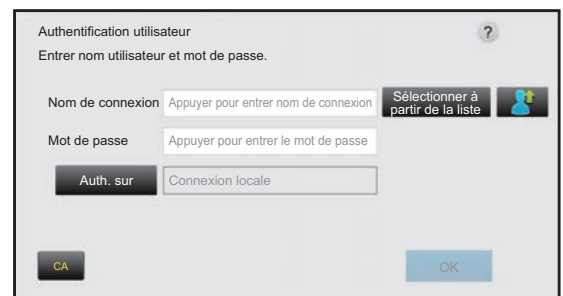 Authentification utilisateur
?
Entrer nom utilisateur et mot de passe.
Nom de connexion
Appuyer pour entrer nom de connexion
Sélectionner à
partir de la liste
Mot de passe
Appuyer pour entrer le mot de passe
Auth. sur
Connexion locale
CA
OK